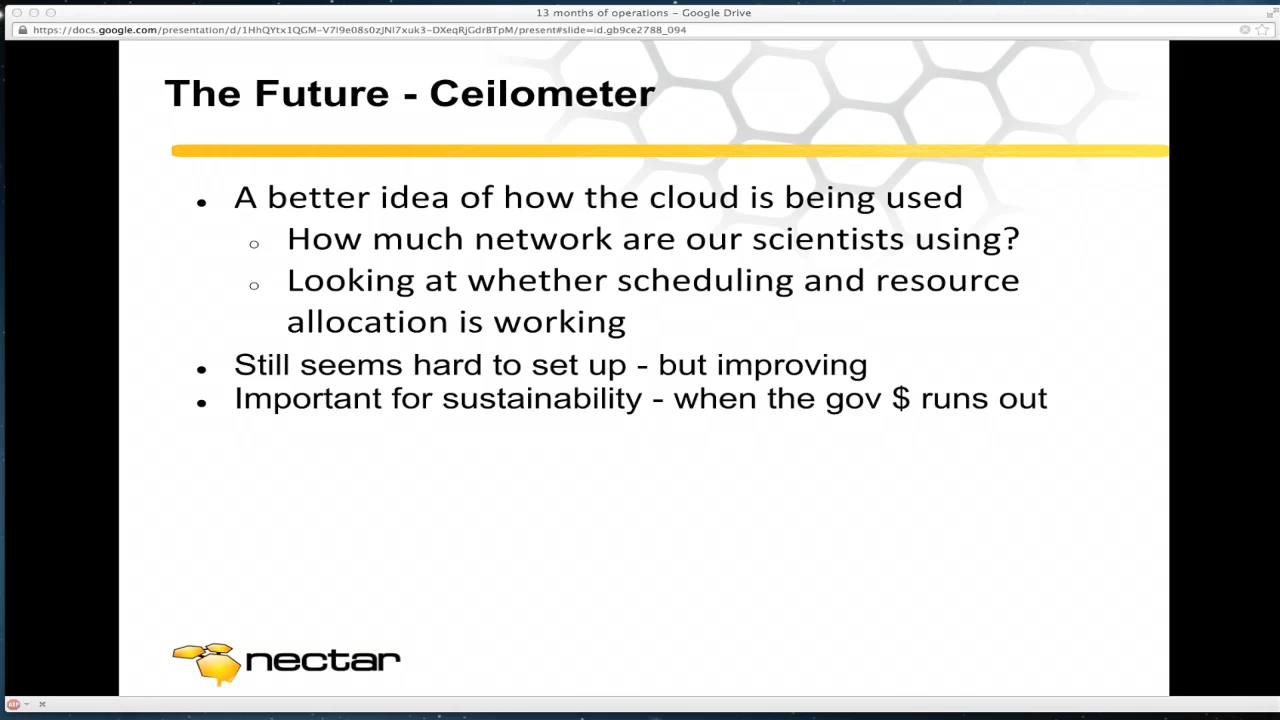 13 months of operations – Google Drive
https://docs.google.com/presentation/d/1HhQYtx1QGM-V7l9e08s0zJNl7xuk3-DXeqRjGdrBTpM/present#slide=id.gb9ce2788_094
The Future - Ceilometer
A better idea of how the cloud is being used
How much network are our scientists using?
Looking at whether scheduling and resource
allocation is working
Still seems hard to set up - but improving
Important for sustainability - when the gov $ runs out
nectar
ABP